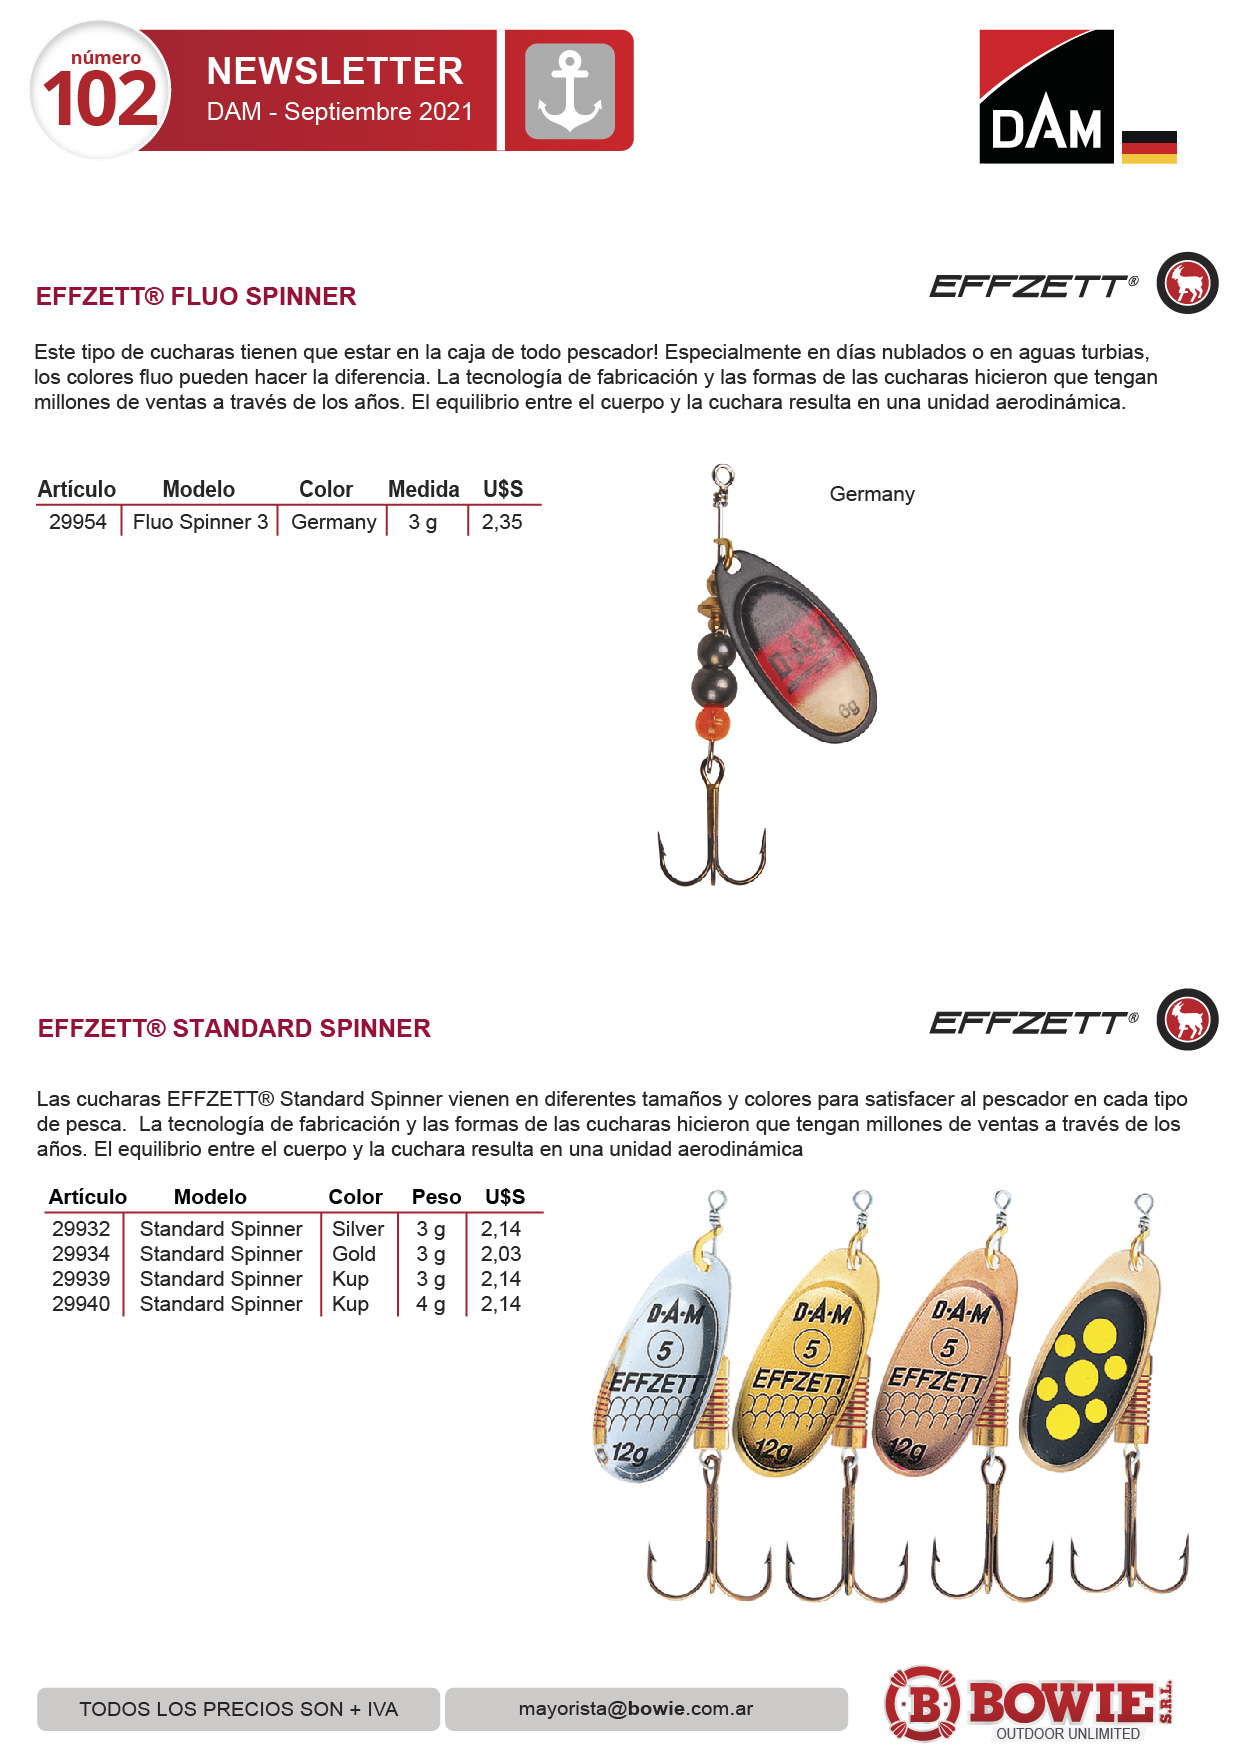 número
102
NEWSLETTER
DAM - Septiembre 2021
DAM
EFFZETT® FLUO SPINNER
EFFZETT®
Este tipo de cucharas tienen que estar en la caja de todo pescador! Especialmente en días nublados o en aguas turbias,
los colores fluo pueden hacer la diferencia. La tecnología de fabricación y las formas de las cucharas hicieron que tengan
millones de ventas a través de los años. El equilibrio entre el cuerpo y la cuchara resulta en una unidad aerodinámica.
Artículo Modelo Color Medida U$S
29954 Fluo Spinner 3 Germany 3 g 2,35
Germany
D·A·M
6g
EFFZETT® STANDARD SPINNER
EFFZETT®
Las cucharas EFFZETT® Standard Spinner vienen en diferentes tamaños y colores para satisfacer al pescador en cada tipo
de pesca. La tecnología de fabricación y las formas de las cucharas hicieron que tengan millones de ventas a través de los
años. El equilibrio entre el cuerpo y la cuchara resulta en una unidad aerodinámica
Artículo Modelo Color Peso U$S
29932 Standard Spinner Silver 3 g 2,14
29934 Standard Spinner Gold 3 g 2,03
29939 Standard Spinner Kup 3 g 2,14
29940 Standard Spinner Kup 4 g 2,14
D·A·M
5
EFFZETT
12g
D·A·M
5
EFFZETT
12g
D·A·M
5
EFFZETT
12g
TODOS LOS PRECIOS SON + IVA
mayorista@bowie.com.ar
B BOWIE S.R.L.
OUTDOOR UNLIMITED